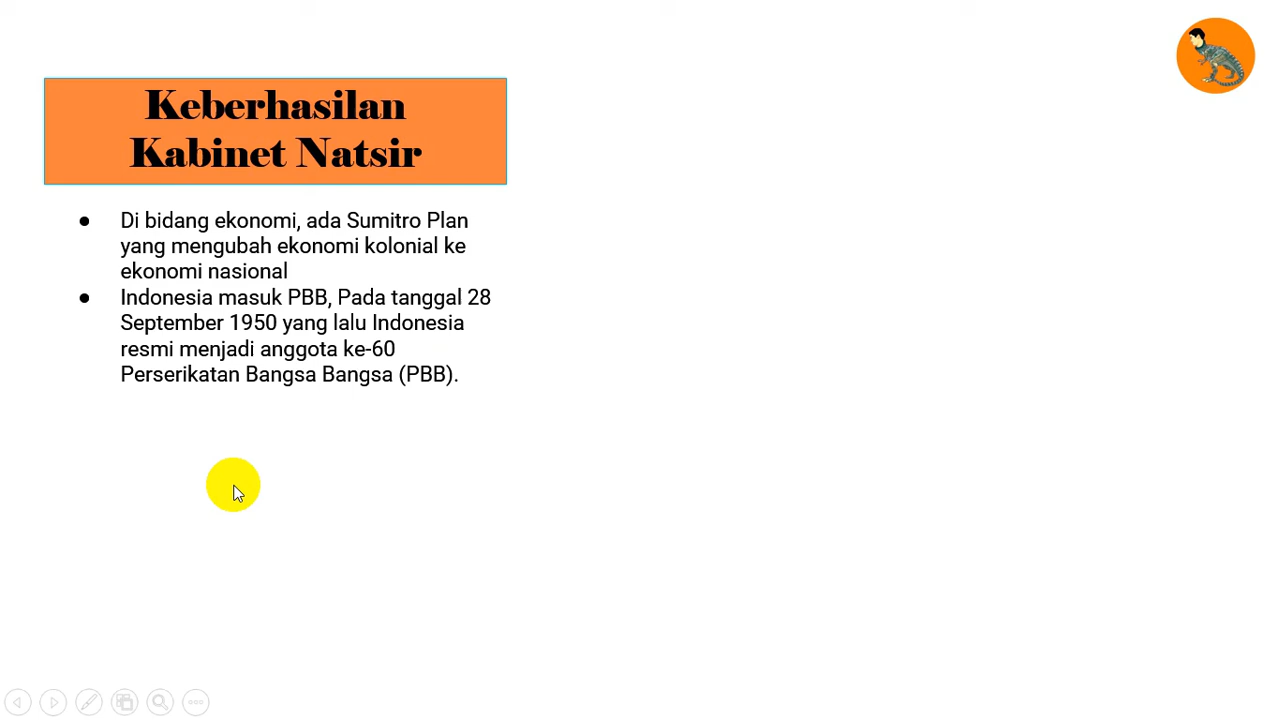 Keberhasilan
Kabinet Natsir
● Di bidang ekonomi, ada Sumitro Plan
yang mengubah ekonomi kolonial ke
ekonomi nasional
● Indonesia masuk PBB, Pada tanggal 28
September 1950 yang lalu Indonesia
resmi menjadi anggota ke-60
Perserikatan Bangsa Bangsa (PBB).